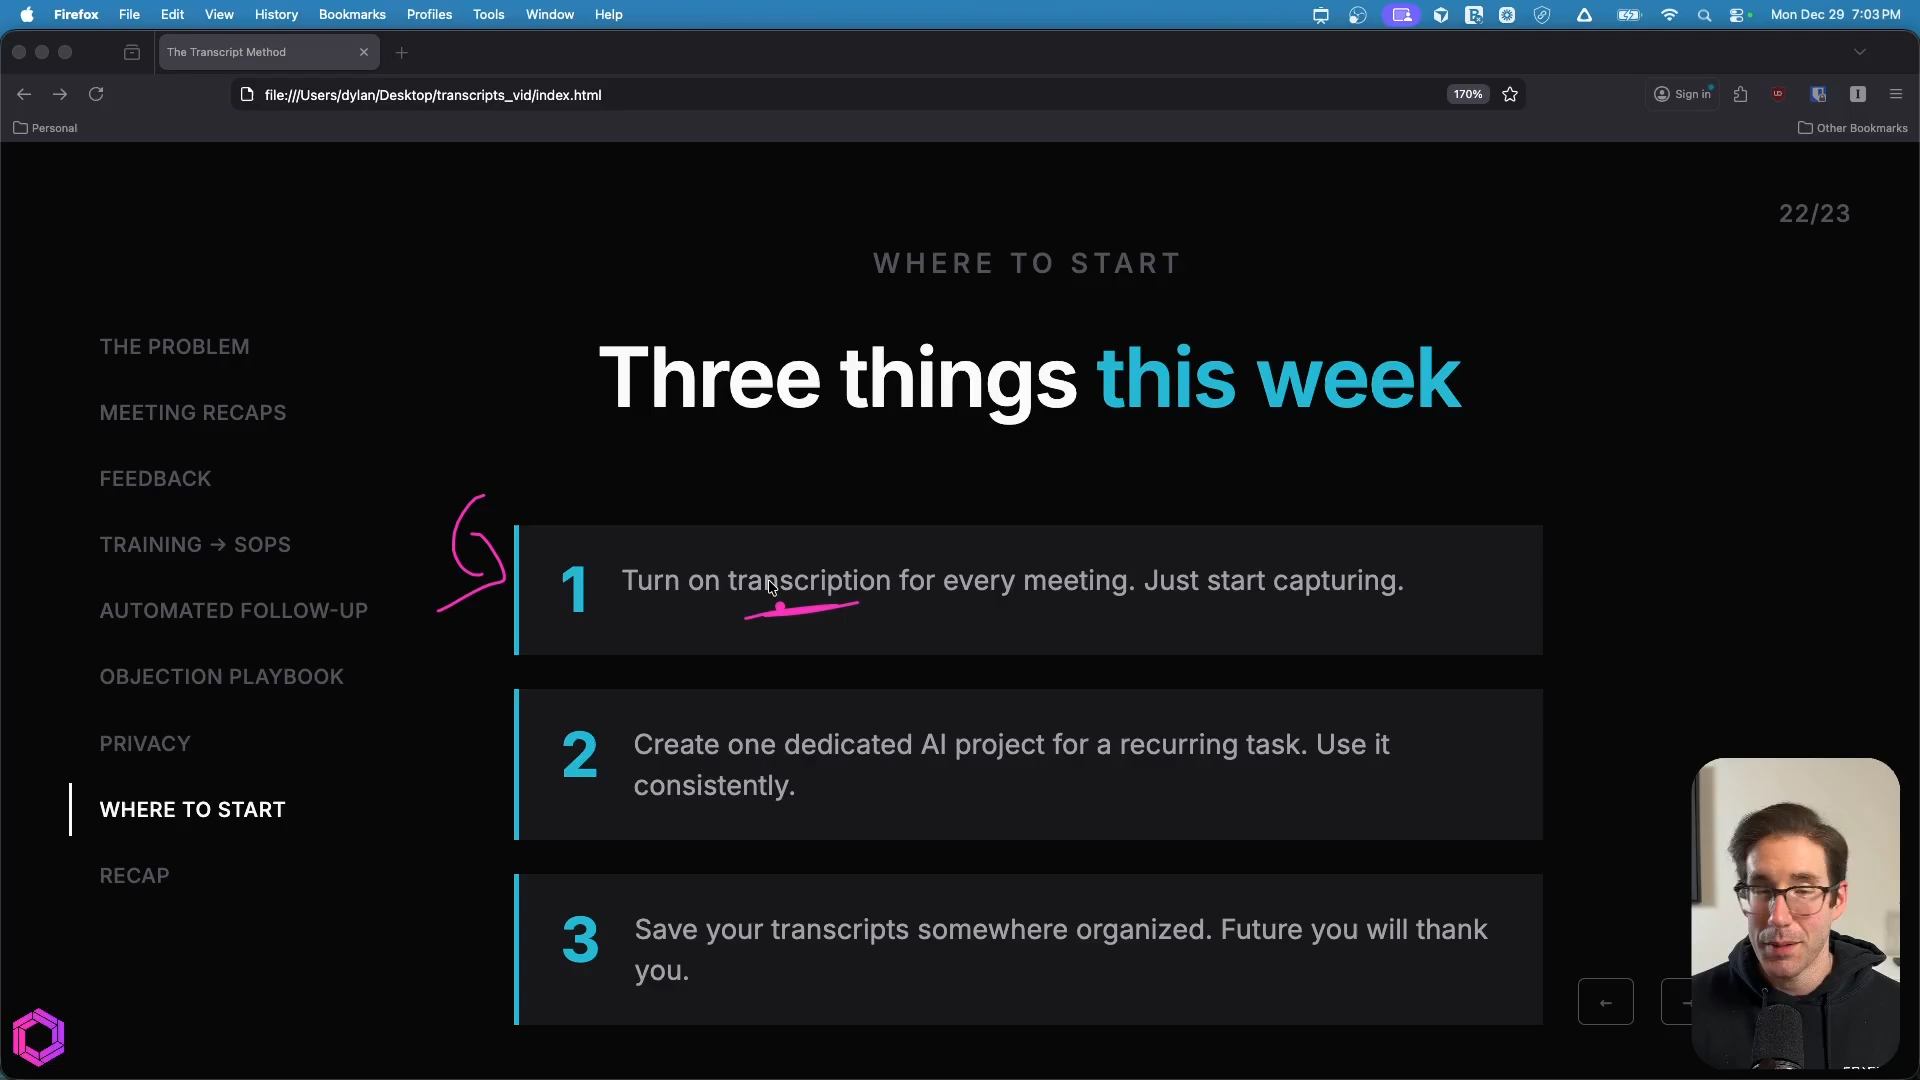 Firefox File Edit View History Bookmarks Profiles Tools Window Help
Mon Dec 29 7:03 PM
The Transcript Method
file:///Users/dylan/Desktop/transcripts_vid/index.html
170%
Sign in
Personal
Other Bookmarks
22/23
WHERE TO START
Three things this week
THE PROBLEM
MEETING RECAPS
FEEDBACK
TRAINING → SOPS
AUTOMATED FOLLOW-UP
OBJECTION PLAYBOOK
PRIVACY
WHERE TO START
RECAP
1 Turn on transcription for every meeting. Just start capturing.
2 Create one dedicated AI project for a recurring task. Use it
consistently.
3 Save your transcripts somewhere organized. Future you will thank
you.